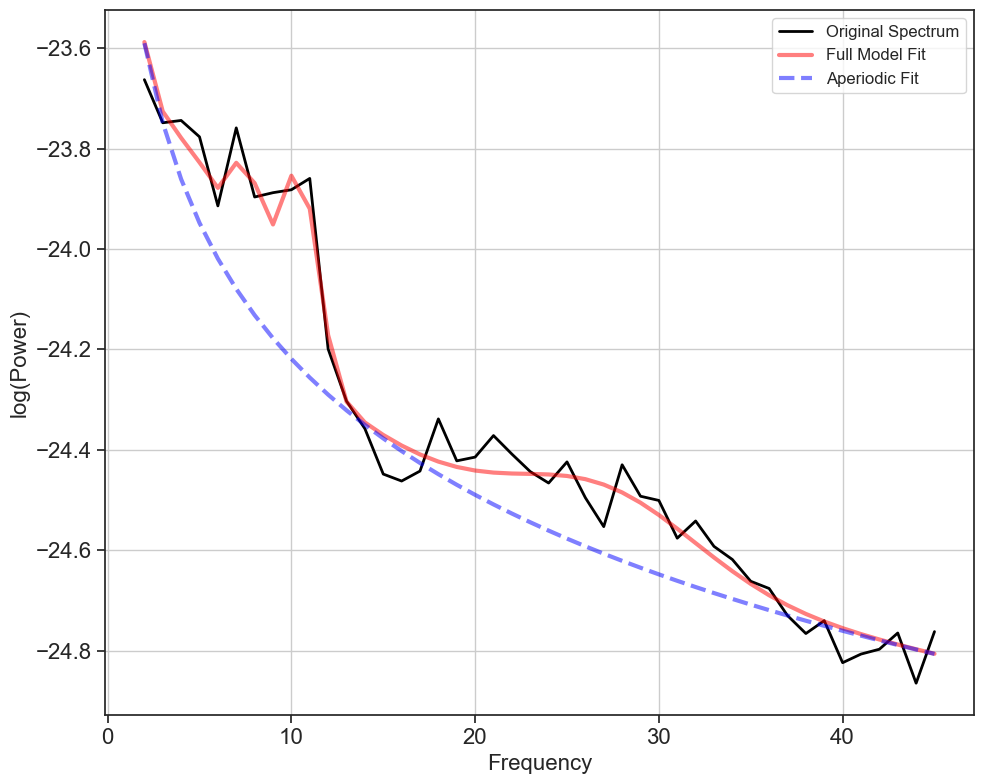 Original Spectrum
Full Model Fit
Aperiodic Fit
−23.6
−23.8
−24.0
−24.2
−24.4
−24.6
−24.8
log(Power)
0 10 20 30 40
Frequency